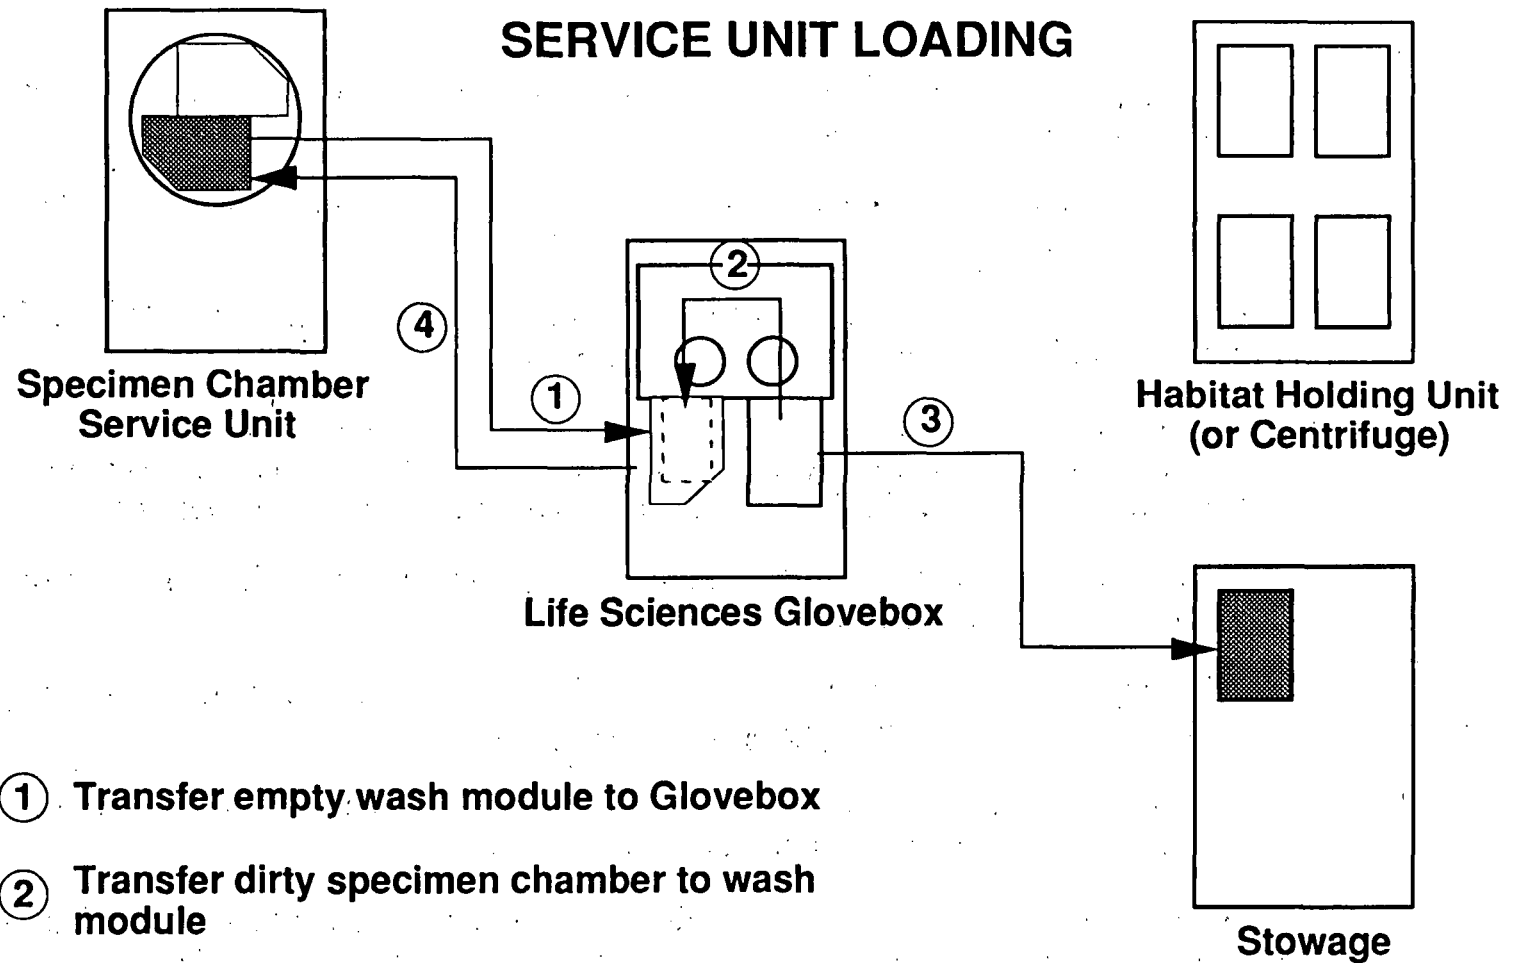 SERVICE UNIT LOADING
2
4
Specimen Chamber
Service Unit
1
3
Habitat Holding Unit
(or Centrifuge)
Life Sciences Glovebox
1 Transfer empty wash module to Glovebox
2 Transfer dirty specimen chamber to wash
module
Stowage